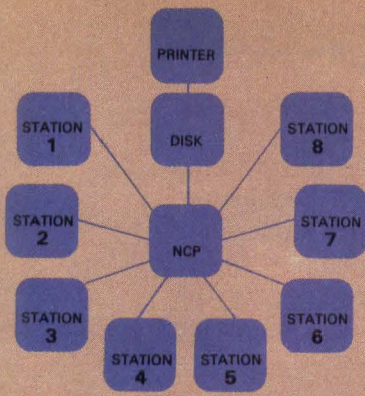 PRINTER
STATION
1
DISK
STATION
8
STATION
2
NCP
STATION
7
STATION
3
STATION
6
STATION
4
STATION
5